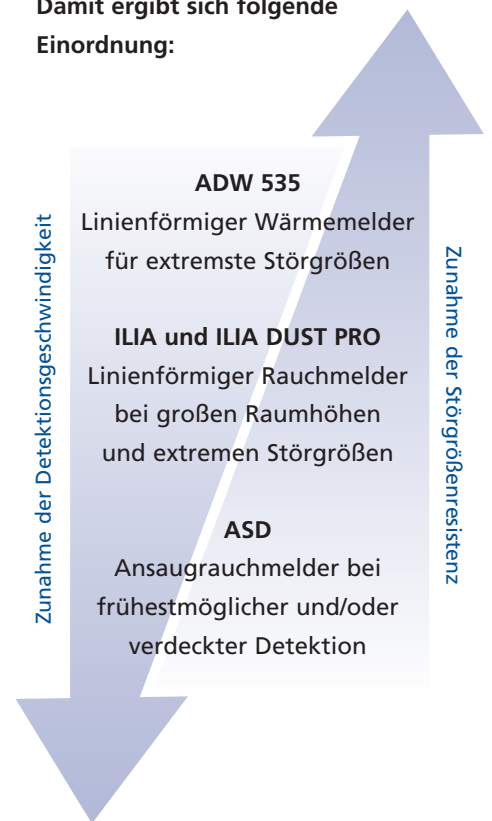 Damit ergibt sich folgende
Einordnung:
Zunahme der Detektionsgeschwindigkeit
ADW 535
Linienförmiger Wärmemelder
für extremste Störgrößen
ILIA und ILIA DUST PRO
Linienförmiger Rauchmelder
bei großen Raumhöhen
und extremen Störgrößen
ASD
Ansaugrauchmelder bei
frühestmöglicher und/oder
verdeckter Detektion
Zunahme der Störgrößenresistenz